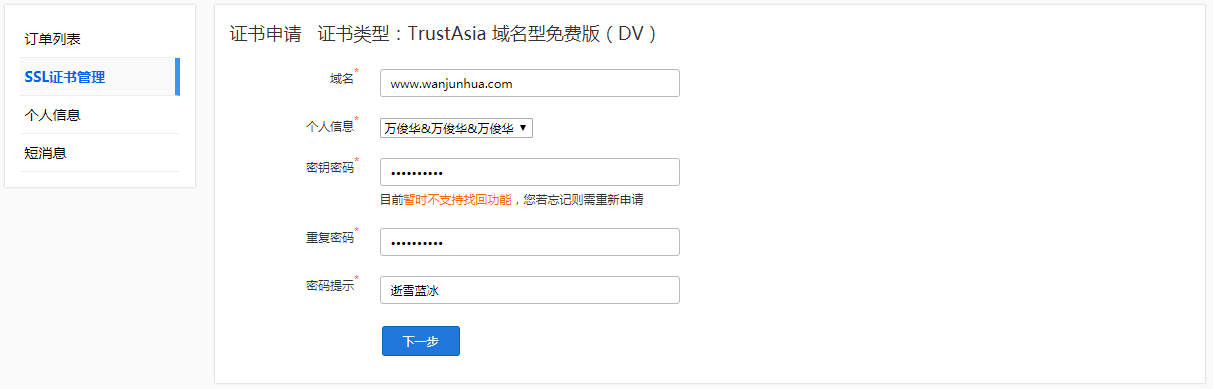 订单列表
SSL证书管理
个人信息
短消息
证书申请 证书类型：TrustAsia 域名型免费版（DV）
域名* www.wanjunhua.com
个人信息* 万俊华&万俊华&万俊华 ▼
密钥密码* ••••••••••
目前暂时不支持找回功能，您若忘记则需重新申请
重复密码* ••••••••••
密码提示* 逝雪蓝冰
下一步